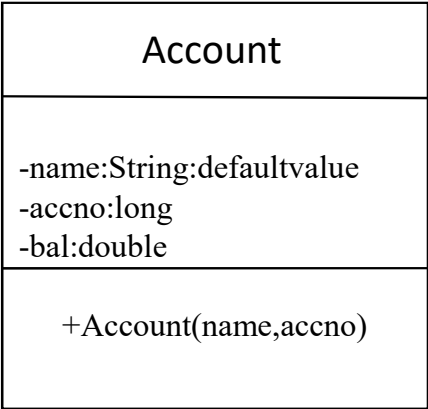 Account
-name:String:defaultvalue
-accno:long
-bal:double
+Account(name,accno)